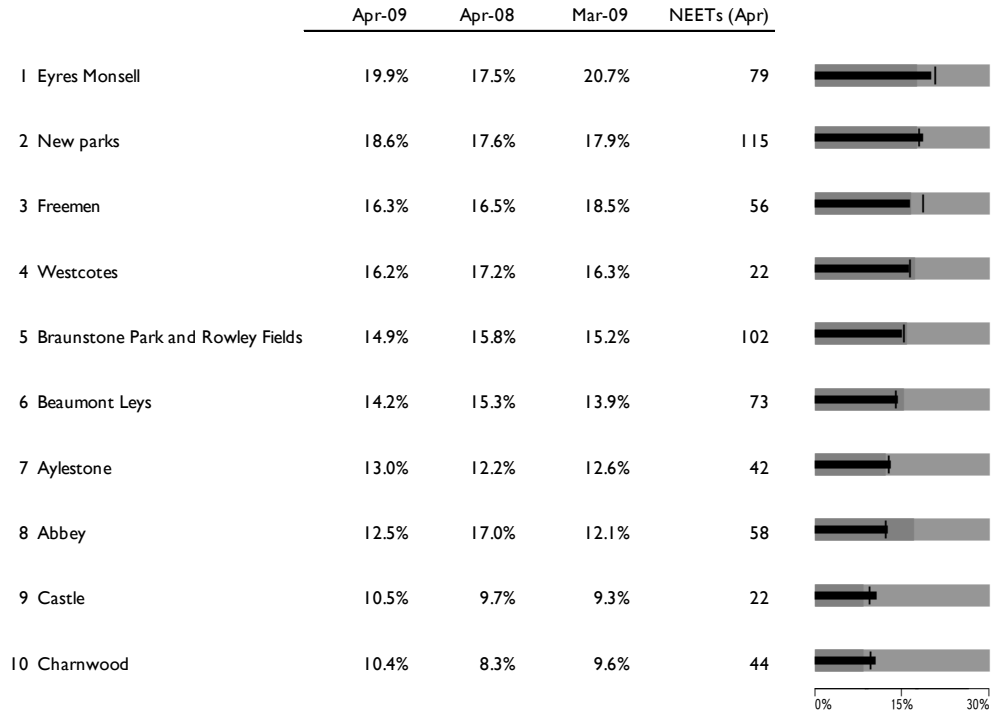 Apr-09 Apr-08 Mar-09 NEETs (Apr)
1 Eyres Monsell 19.9% 17.5% 20.7% 79
2 New parks 18.6% 17.6% 17.9% 115
3 Freemen 16.3% 16.5% 18.5% 56
4 Westcotes 16.2% 17.2% 16.3% 22
5 Braunstone Park and Rowley Fields 14.9% 15.8% 15.2% 102
6 Beaumont Leys 14.2% 15.3% 13.9% 73
7 Aylestone 13.0% 12.2% 12.6% 42
8 Abbey 12.5% 17.0% 12.1% 58
9 Castle 10.5% 9.7% 9.3% 22
10 Charnwood 10.4% 8.3% 9.6% 44
0% 15% 30%